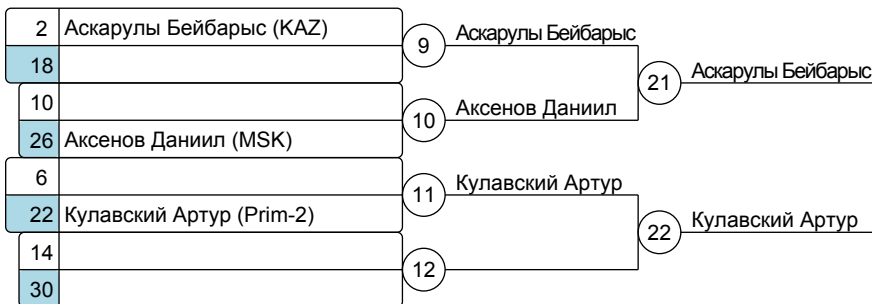 2 Аскарулы Бейбарыс (KAZ)
18
9 Аскарулы Бейбарыс
10
26 Аксенов Даниил (MSK)
10 Аксенов Даниил
21 Аскарулы Бейбарыс
6
22 Кулавский Артур (Prim-2)
11 Кулавский Артур
14
30
12
22 Кулавский Артур